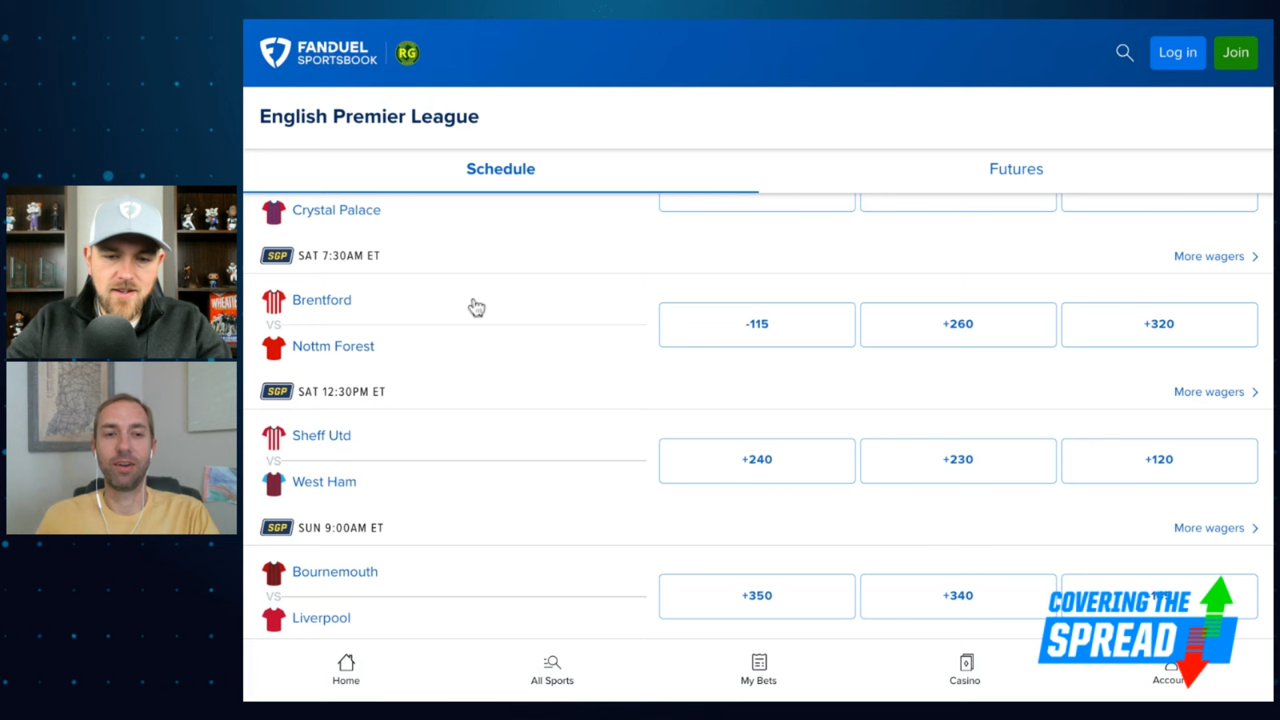 FANDUEL
SPORTSBOOK
RG
Log in
Join
English Premier League
Schedule
Futures
Crystal Palace
SGP SAT 7:30AM ET
More wagers
Brentford
VS
Nottm Forest
-115
+260
+320
SGP SAT 12:30PM ET
More wagers
Sheff Utd
VS
West Ham
+240
+230
+120
SGP SUN 9:00AM ET
More wagers
Bournemouth
VS
Liverpool
+350
+340
COVERING THE
SPREAD
Home
All Sports
My Bets
Casino
Accou